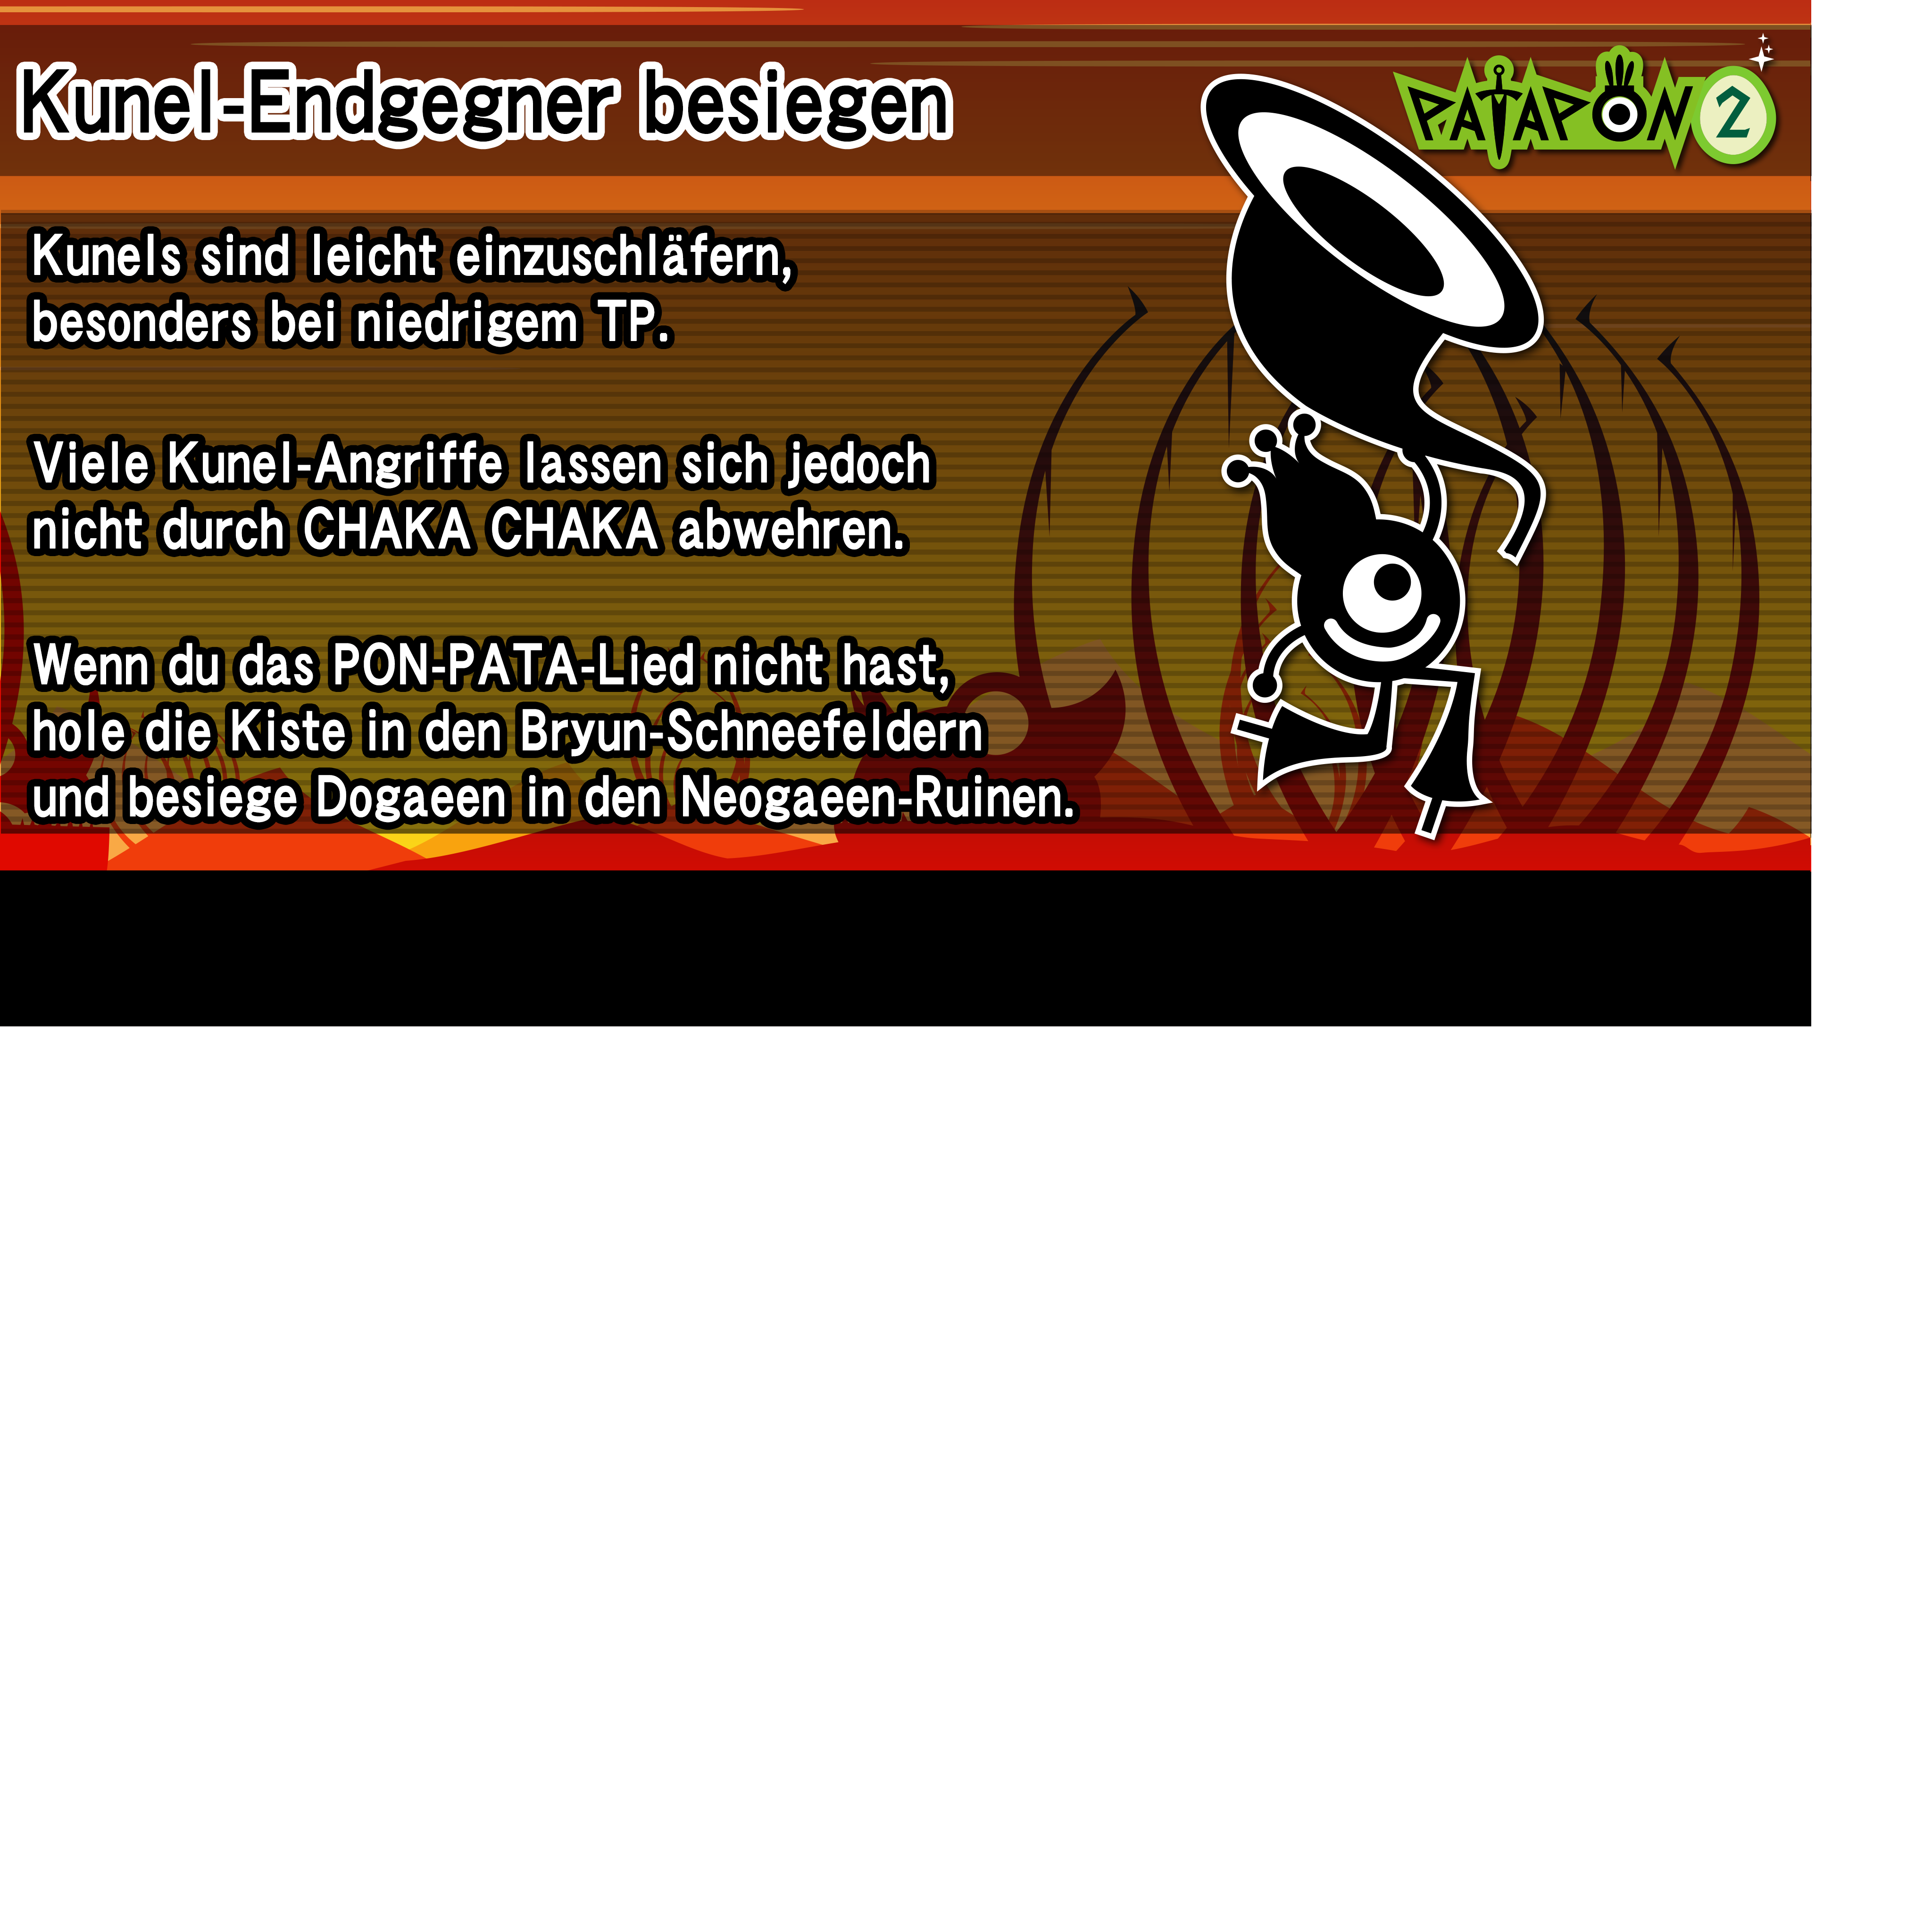 Kunel-Endgegner besiegen
PATAPON 2
Kunels sind leicht einzuschläfern,
besonders bei niedrigem TP.
Viele Kunel-Angriffe lassen sich jedoch
nicht durch CHAKA CHAKA abwehren.
Wenn du das PON-PATA-Lied nicht hast,
hole die Kiste in den Bryun-Schneefeldern
und besiege Dogaeen in den Neogaeen-Ruinen.